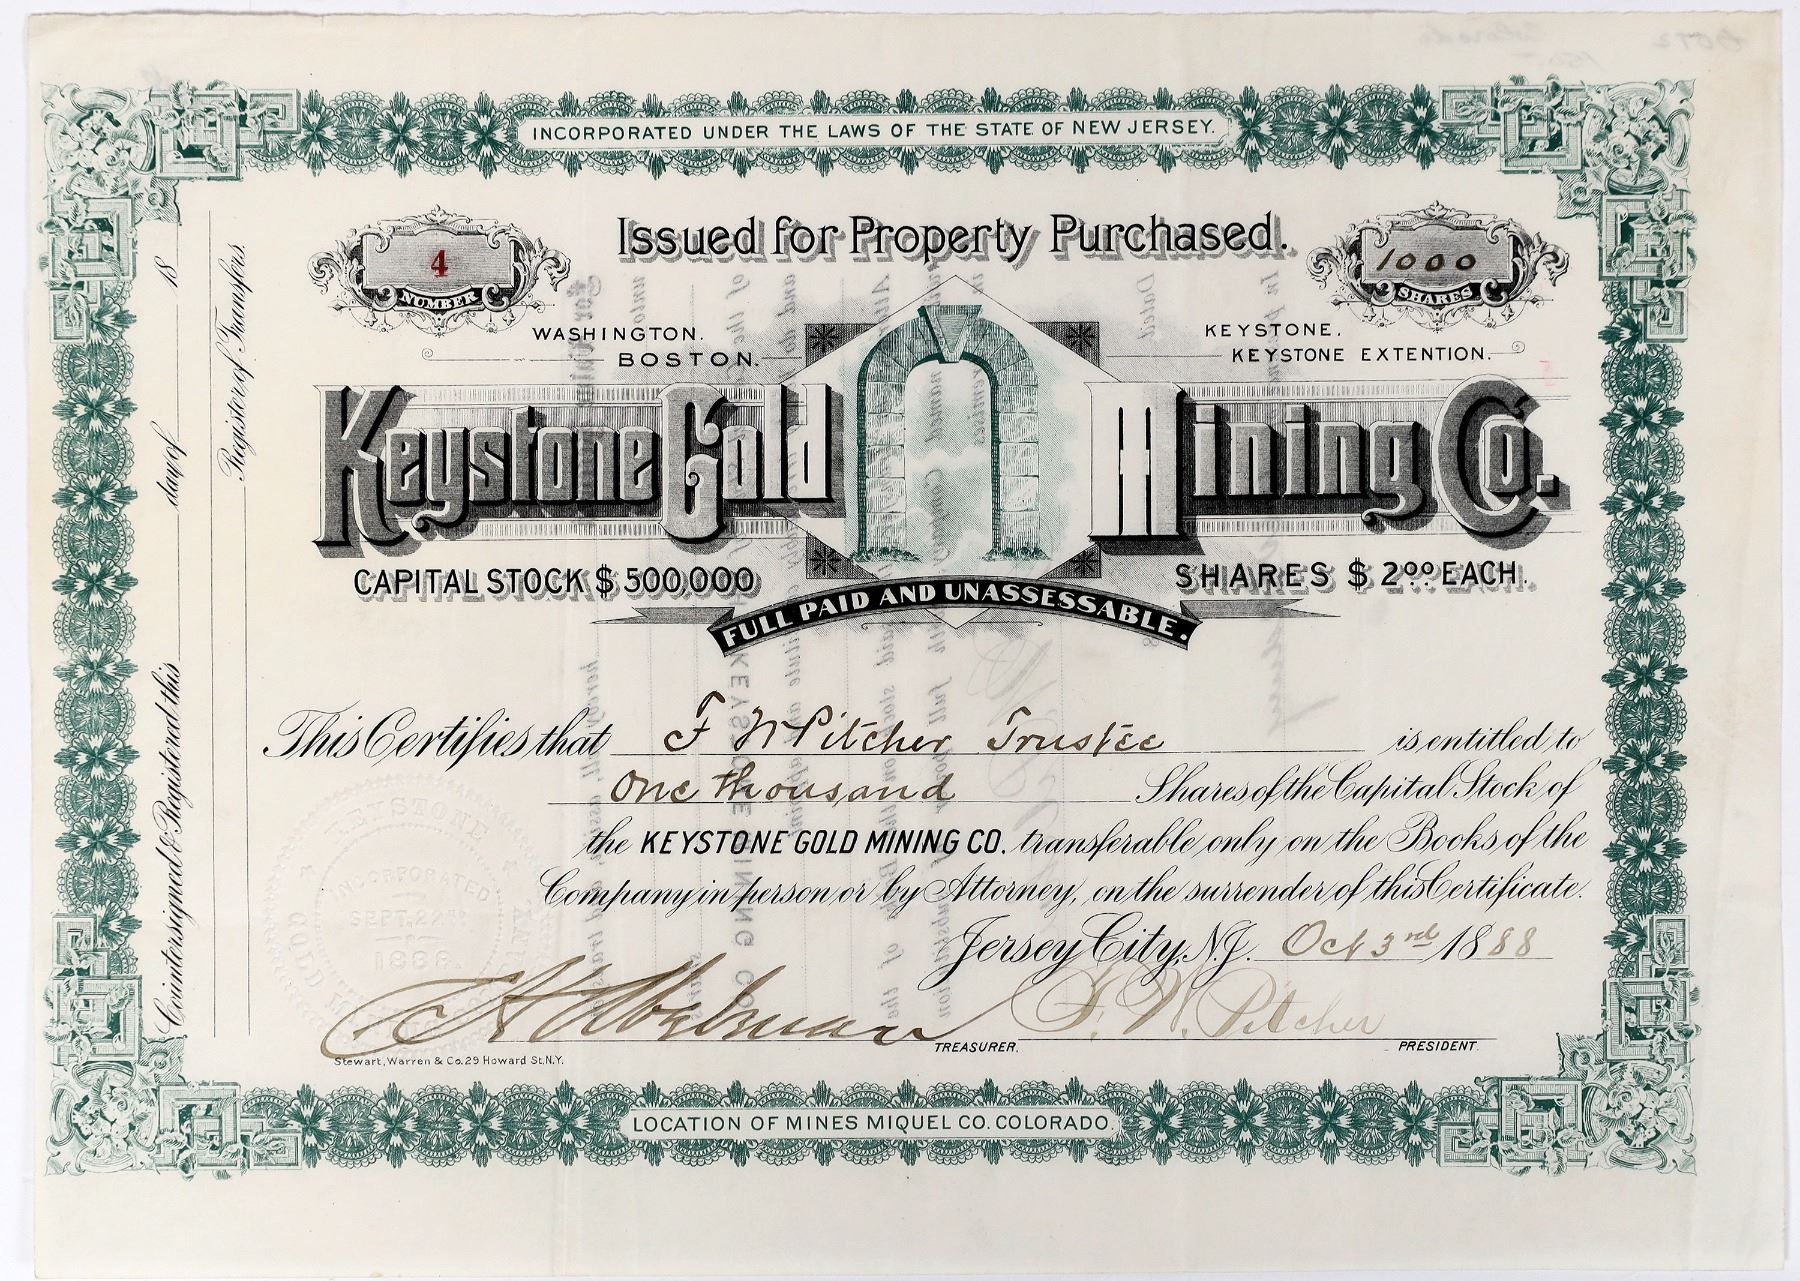 INCORPORATED UNDER THE LAWS OF THE STATE OF NEW JERSEY.
Issued for Property Purchased.
4
NUMBER
1000
SHARES
WASHINGTON.
BOSTON.
KEYSTONE.
KEYSTONE EXTENTION.
Keystone Gold Mining Co.
CAPITAL STOCK $ 500,000
SHARES $ 2.00 EACH.
FULL PAID AND UNASSESSABLE.
This Certifies that F W Pitcher Trustee is entitled to
One thousand Shares of the Capital Stock of
the KEYSTONE GOLD MINING CO. transferable only on the Books of the
Company in person or by Attorney, on the surrender of this Certificate.
Jersey City, N.J. Oct 3rd 1888
F. W. Pitcher
TREASURER.
PRESIDENT.
Stewart, Warren & Co. 29 Howard St. N.Y.
LOCATION OF MINES MIQUEL CO. COLORADO.
Countersigned & Registered this day of 18
Register of Transfers.
KEYSTONE
GOLD MINING
INCORPORATED
SEPT. 22ND
1888